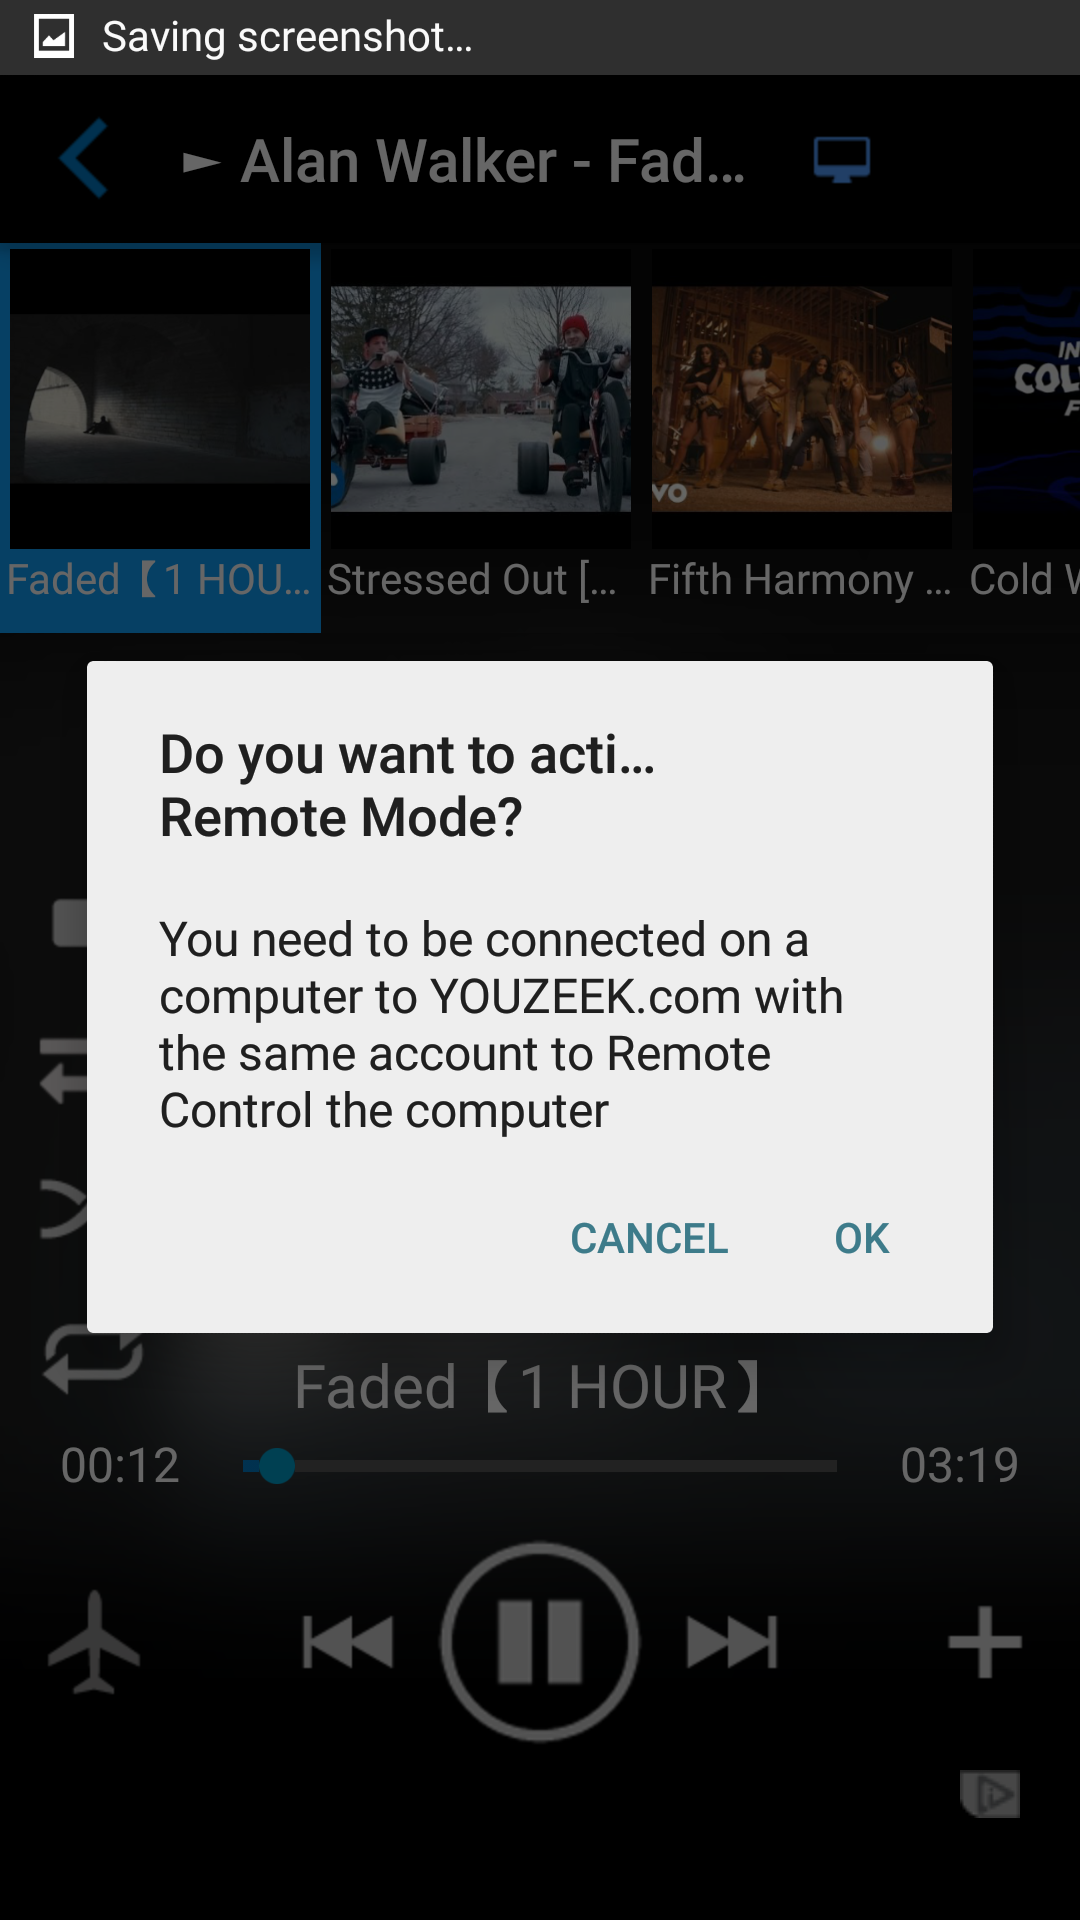 Saving screenshot...
► Alan Walker - Fad...
IN
COL
F
VO
Faded【1 HOU... Stressed Out [... Fifth Harmony ... Cold W
Do you want to acti...
Remote Mode?
You need to be connected on a
computer to YOUZEEK.com with
the same account to Remote
Control the computer
CANCEL OK
Faded【1 HOUR】
00:12 03:19